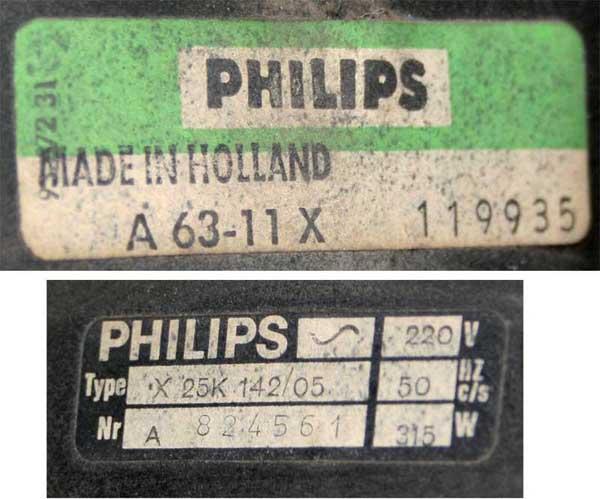 PHILIPS
MADE IN HOLLAND
A 63-11 X 119935
PHILIPS 220 V
Type X 25K 142/05 50 HZ c/s
Nr A 824561 315 W